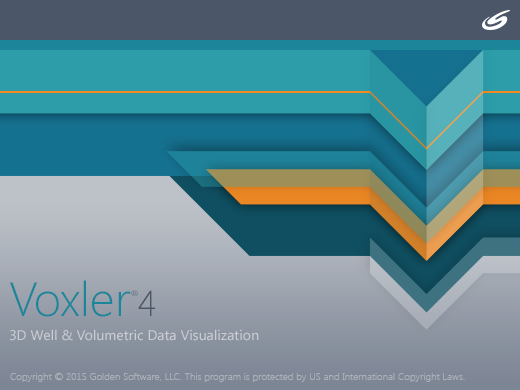 Voxler® 4
3D Well & Volumetric Data Visualization
Copyright © 2015 Golden Software, LLC. This program is protected by US and International Copyright Laws.